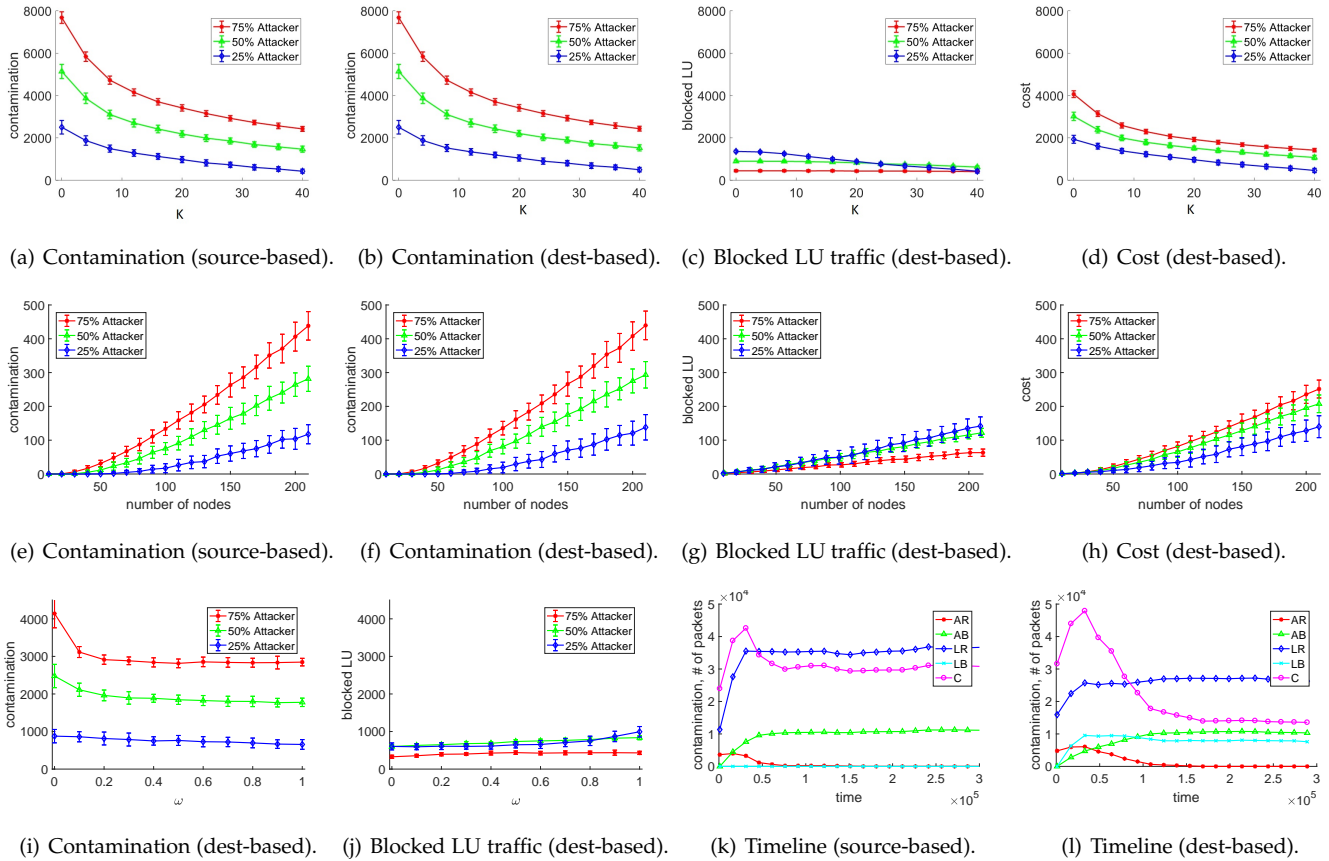 8000
6000
4000
2000
0
contamination
0 10 20 30 40
K
75% Attacker
50% Attacker
25% Attacker
(a) Contamination (source-based).
8000
6000
4000
2000
0
contamination
0 10 20 30 40
K
75% Attacker
50% Attacker
25% Attacker
(b) Contamination (dest-based).
8000
6000
4000
2000
0
blocked LU
0 10 20 30 40
K
75% Attacker
50% Attacker
25% Attacker
(c) Blocked LU traffic (dest-based).
8000
6000
4000
2000
0
cost
0 10 20 30 40
K
75% Attacker
50% Attacker
25% Attacker
(d) Cost (dest-based).
500
400
300
200
100
0
contamination
50 100 150 200
number of nodes
75% Attacker
50% Attacker
25% Attacker
(e) Contamination (source-based).
500
400
300
200
100
0
contamination
50 100 150 200
number of nodes
75% Attacker
50% Attacker
25% Attacker
(f) Contamination (dest-based).
500
400
300
200
100
0
blocked LU
50 100 150 200
number of nodes
75% Attacker
50% Attacker
25% Attacker
(g) Blocked LU traffic (dest-based).
500
400
300
200
100
0
cost
50 100 150 200
number of nodes
75% Attacker
50% Attacker
25% Attacker
(h) Cost (dest-based).
4000
3000
2000
1000
0
contamination
0 0.2 0.4 0.6 0.8 1
ω
75% Attacker
50% Attacker
25% Attacker
(i) Contamination (dest-based).
4000
3000
2000
1000
0
blocked LU
0 0.2 0.4 0.6 0.8 1
ω
75% Attacker
50% Attacker
25% Attacker
(j) Blocked LU traffic (dest-based).
×10⁴
5
4
3
2
1
0
contamination, # of packets
0 0.5 1 1.5 2 2.5 3
time
×10⁵
AR
AB
LR
LB
C
(k) Timeline (source-based).
×10⁴
5
4
3
2
1
0
contamination, # of packets
0 0.5 1 1.5 2 2.5 3
time
×10⁵
AR
AB
LR
LB
C
(l) Timeline (dest-based).